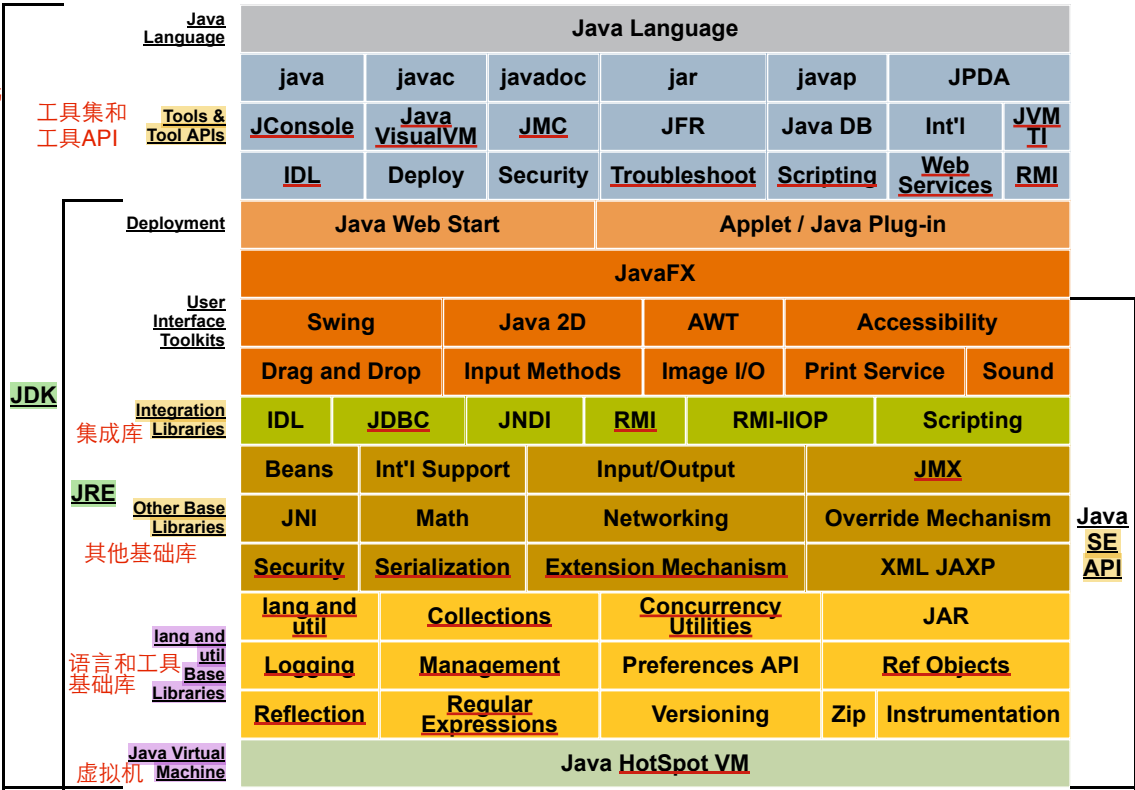 Java
Language
Java Language
java javac javadoc jar javap JPDA
工具集和
工具API
Tools &
Tool APIs
JConsole Java
VisualVM JMC JFR Java DB Int'l JVM
TI
IDL Deploy Security Troubleshoot Scripting Web
Services RMI
Deployment
Java Web Start Applet / Java Plug-in
JavaFX
User
Interface
Toolkits
Swing Java 2D AWT Accessibility
Drag and Drop Input Methods Image I/O Print Service Sound
JDK
集成库
Integration
Libraries
IDL JDBC JNDI RMI RMI-IIOP Scripting
Beans Int'l Support Input/Output JMX
JRE
Other Base
Libraries
其他基础库
JNI Math Networking Override Mechanism
Java
SE
API
Security Serialization Extension Mechanism XML JAXP
lang and
util Collections Concurrency
Utilities JAR
语言和工具
基础库
lang and
util
Base
Libraries
Logging Management Preferences API Ref Objects
Reflection Regular
Expressions Versioning Zip Instrumentation
虚拟机
Java Virtual
Machine
Java HotSpot VM